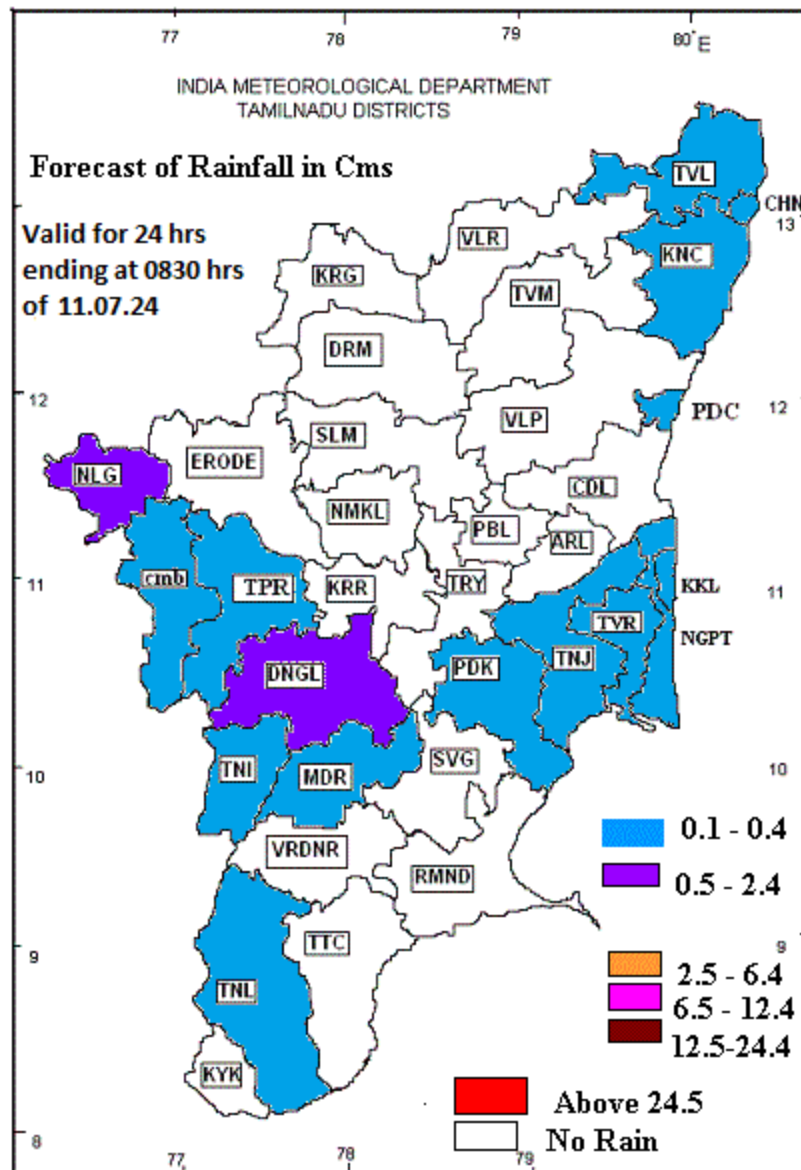 77 78 79 80° E
INDIA METEOROLOGICAL DEPARTMENT
TAMILNADU DISTRICTS
Forecast of Rainfall in Cms
TVL
CHN
13
Valid for 24 hrs
ending at 0830 hrs
of 11.07.24
VLR
KNC
KRG
TVM
DRM
12
12
PDC
SLM
VLP
ERODE
NLG
CDL
NMKL
PBL
ARL
11
cmb
TPR
KRR
TRY
KKL
11
TVR
NGPT
DNGL
PDK
TNJ
10
TNI
MDR
SVG
10
0.1 - 0.4
VRDNR
RMND
0.5 - 2.4
9
TTC
9
2.5 - 6.4
TNL
6.5 - 12.4
12.5-24.4
KYK
Above 24.5
No Rain
8
77 78 79